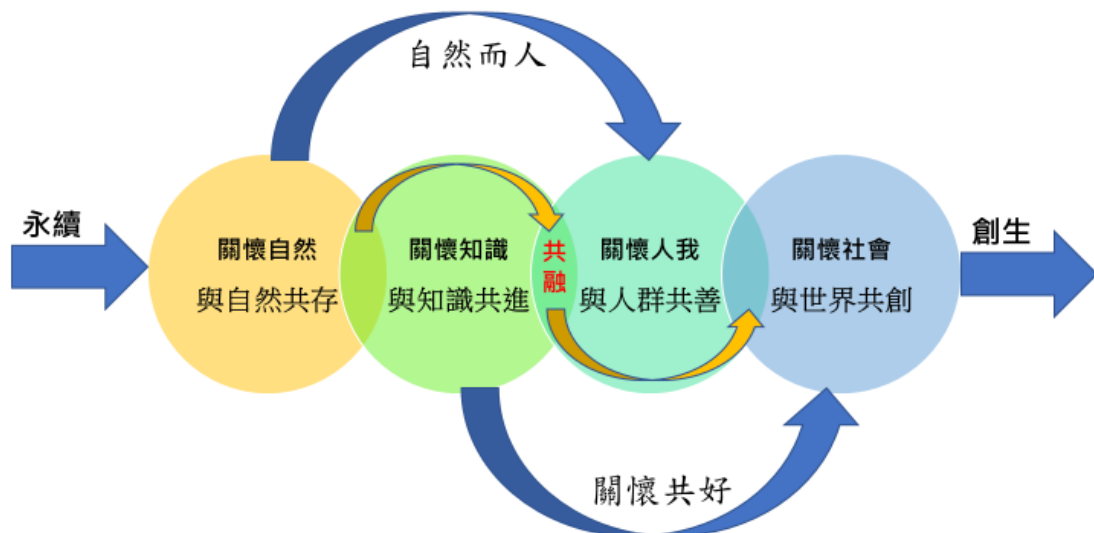 自然而人
永續
關懷自然
與自然共存
關懷知識
與知識共進
共融
關懷人我
與人群共善
關懷社會
與世界共創
創生
關懷共好